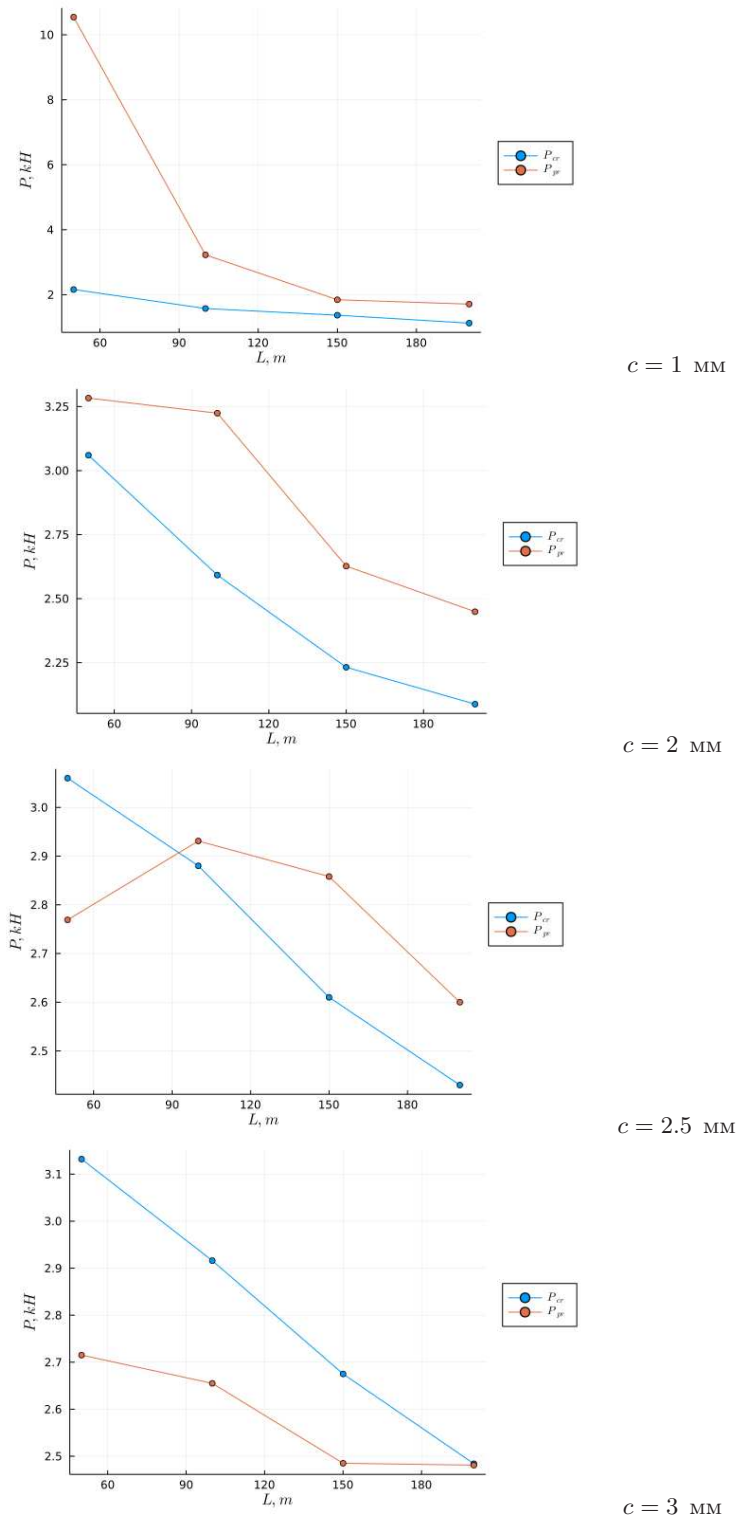 10
8
6
4
2
P, kH
60
90
120
150
180
L, m
P_cr
P_pr
c = 1 мм
3.25
3.00
2.75
2.50
2.25
P, kH
60
90
120
150
180
L, m
P_cr
P_pr
c = 2 мм
3.0
2.9
2.8
2.7
2.6
2.5
P, kH
60
90
120
150
180
L, m
P_cr
P_pr
c = 2.5 мм
3.1
3.0
2.9
2.8
2.7
2.6
2.5
P, kH
60
90
120
150
180
L, m
P_cr
P_pr
c = 3 мм